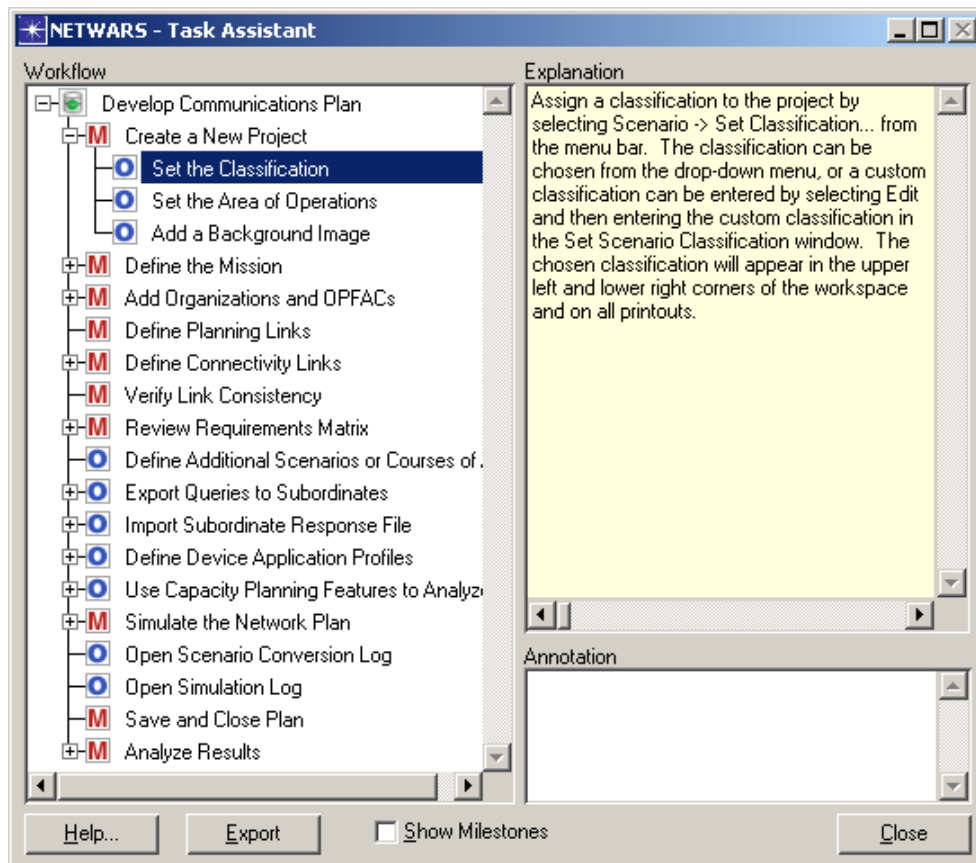 NETWARS - Task Assistant
Workflow
Develop Communications Plan
M Create a New Project
O Set the Classification
O Set the Area of Operations
O Add a Background Image
M Define the Mission
M Add Organizations and OPFACs
M Define Planning Links
M Define Connectivity Links
M Verify Link Consistency
M Review Requirements Matrix
O Define Additional Scenarios or Courses of
O Export Queries to Subordinates
O Import Subordinate Response File
O Define Device Application Profiles
O Use Capacity Planning Features to Analyz
M Simulate the Network Plan
O Open Scenario Conversion Log
O Open Simulation Log
M Save and Close Plan
M Analyze Results
Explanation
Assign a classification to the project by
selecting Scenario -> Set Classification... from
the menu bar. The classification can be
chosen from the drop-down menu, or a custom
classification can be entered by selecting Edit
and then entering the custom classification in
the Set Scenario Classification window. The
chosen classification will appear in the upper
left and lower right corners of the workspace
and on all printouts.
Annotation
Help...
Export
Show Milestones
Close